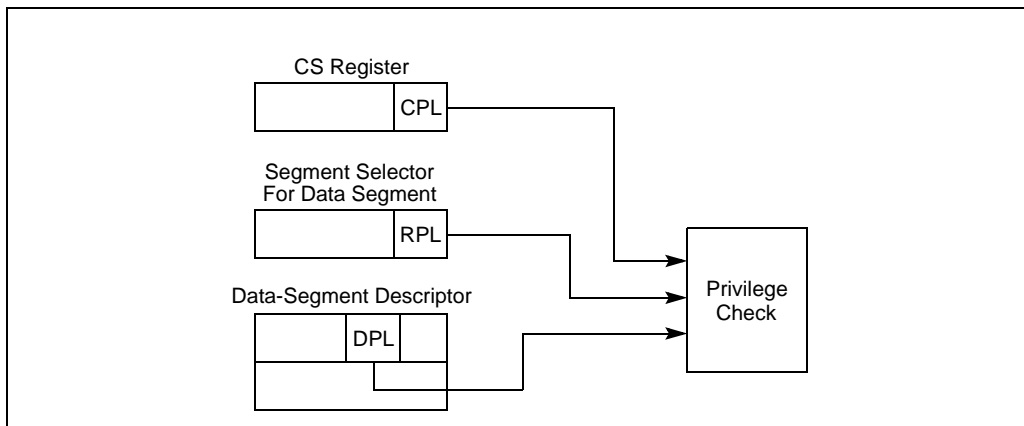 CS Register
CPL
Segment Selector
For Data Segment
RPL
Data-Segment Descriptor
DPL
Privilege
Check